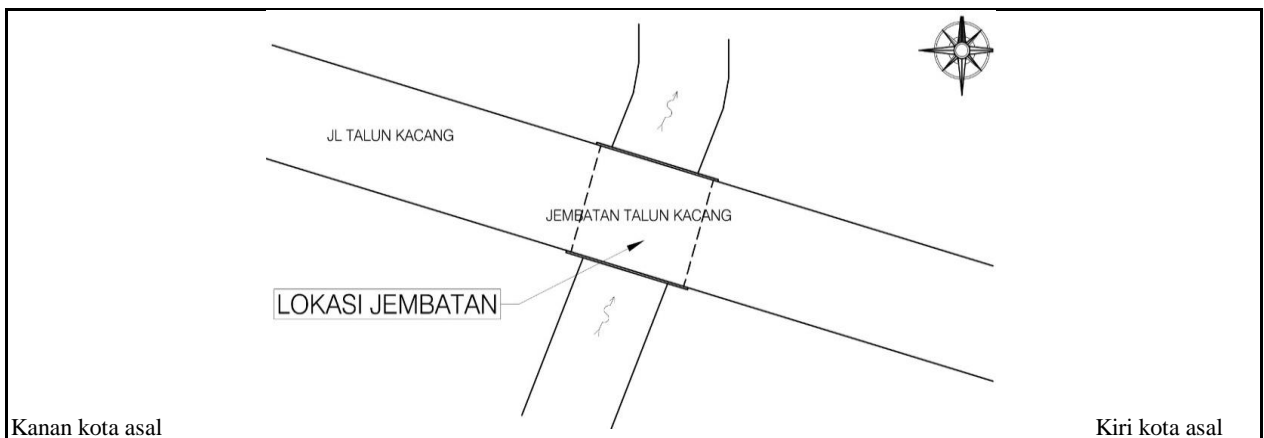 JL TALUN KACANG
JEMBATAN TALUN KACANG
LOKASI JEMBATAN
Kanan kota asal
Kiri kota asal